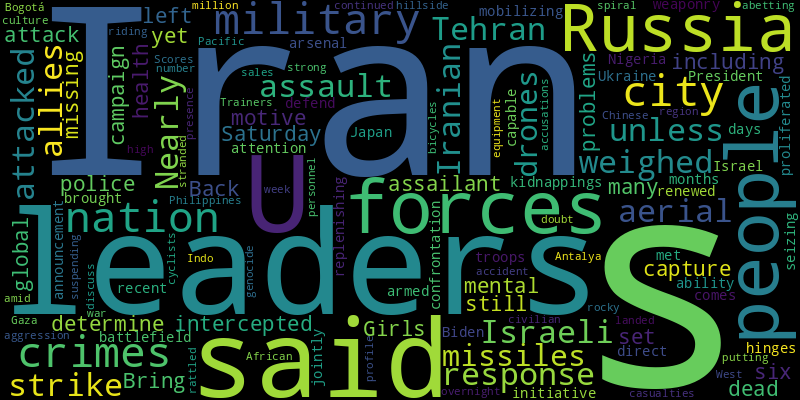 Bogotá
million
continued
hillside
spiral
weaponry
abetting
culture
left
military
mobilizing
Russia
attack
yet
riding
Pacific
arsenal
Tehran
Nigeria
including
Iran
attacked
allies
missing
campaign
health
Scores
number
sales
strong
assault
Iranian
drones
capable
accusations
problems
Ukraine
President
city
people
proliferated
Nearly
stranded
presence
Trainers
defend
motive
Saturday
Japan
bicycles
equipment
Chinese
region
unless
days
high
attention
weighed
Israel
police
brought
Back
U
week
personnel
assailant
kidnappings
many
months
renewed
Philippines
nation
forces
doubt
aerial
seizing
global
announcement
suspending
leaders
replenishing
confrontation
S
discuss
cyclists
Indo
genocide
troops
accident
Antalya
met
capture
ability
amid
recent
war
armed
mental
still
rocky
comes
Gaza
aggression
determine
battlefield
intercepted
jointly
Girls
Biden
Israeli
civilian
landed
set
direct
hinges
putting
crimes
said
profile
missiles
African
rattled
strike
Bring
response
overnight
initiative
West
six
casualties
dead